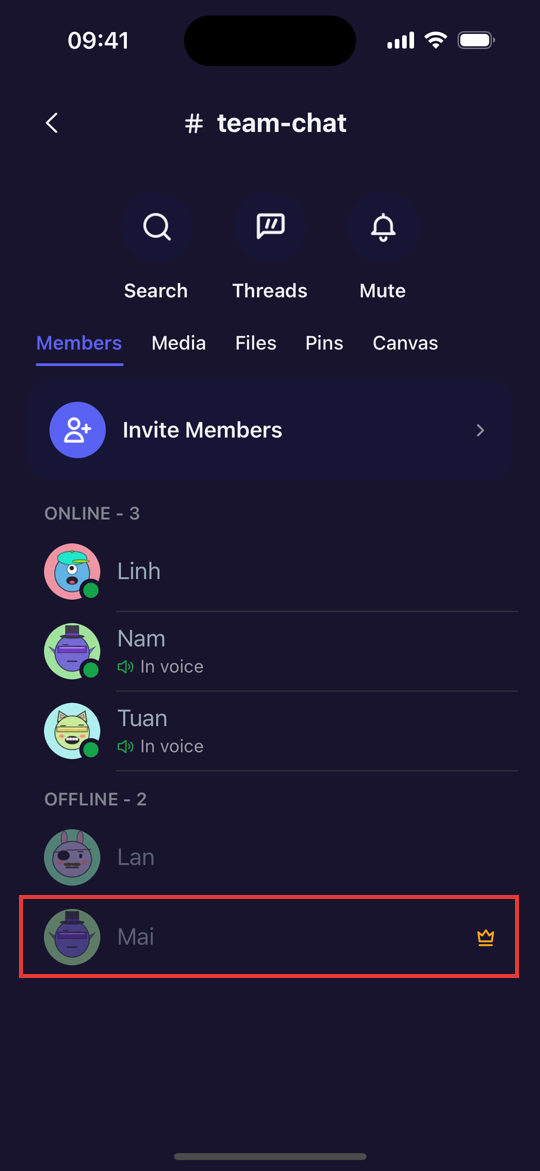 09:41
# team-chat
Search Threads Mute
Members Media Files Pins Canvas
Invite Members
ONLINE - 3
Linh
Nam
In voice
Tuan
In voice
OFFLINE - 2
Lan
Mai